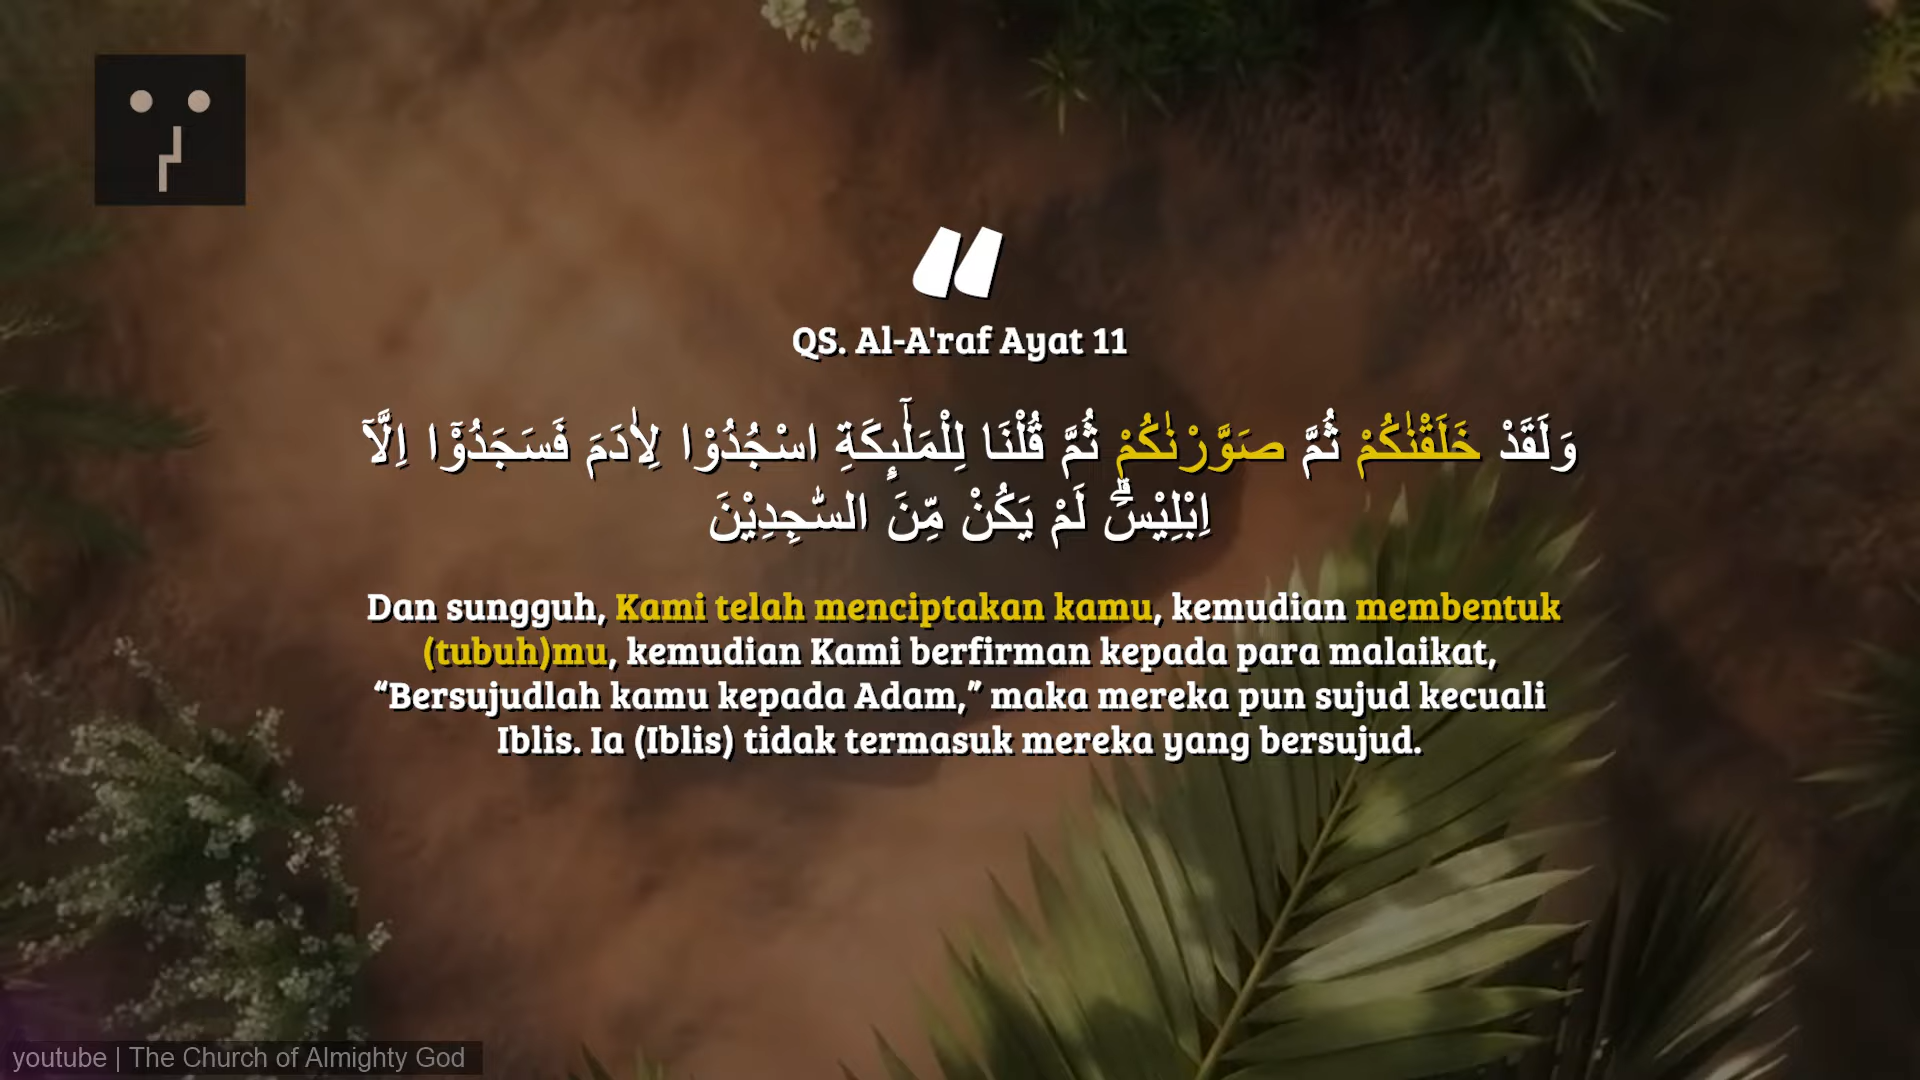 QS. Al-A'raf Ayat 11
وَلَقَدْ خَلَقْنٰكُمْ ثُمَّ صَوَّرْنٰكُمْ ثُمَّ قُلْنَا لِلْمَلٰۤىِٕكَةِ اسْجُدُوْا لِاٰدَمَ فَسَجَدُوْٓا اِلَّآ
اِبْلِيْسَۗ لَمْ يَكُنْ مِّنَ السّٰجِدِيْنَ
Dan sungguh, Kami telah menciptakan kamu, kemudian membentuk
(tubuh)mu, kemudian Kami berfirman kepada para malaikat,
“Bersujudlah kamu kepada Adam,” maka mereka pun sujud kecuali
Iblis. Ia (Iblis) tidak termasuk mereka yang bersujud.
youtube | The Church of Almighty God